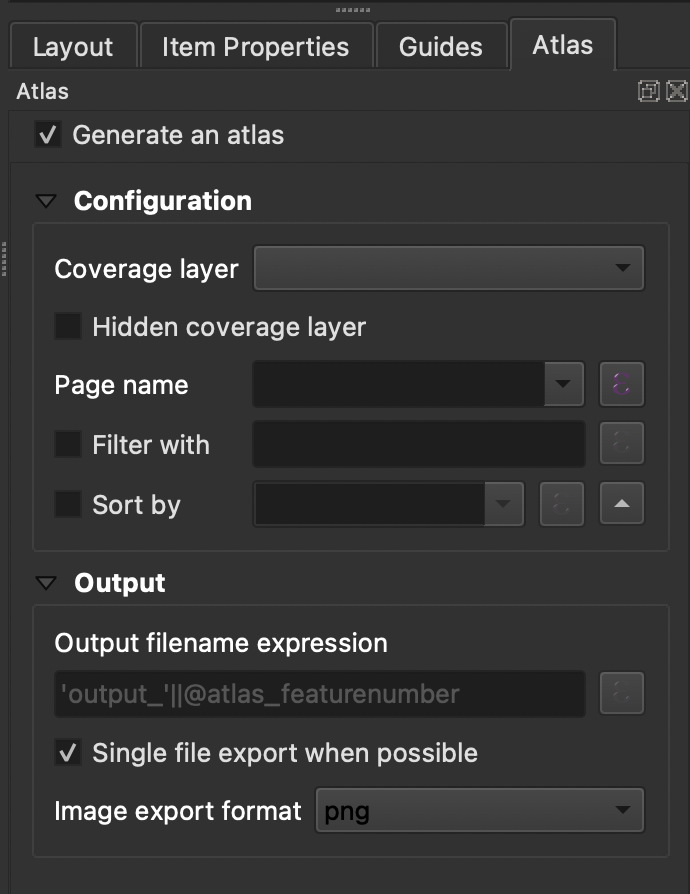 Layout Item Properties Guides Atlas
Atlas
Generate an atlas
Configuration
Coverage layer
Hidden coverage layer
Page name
Filter with
Sort by
Output
Output filename expression
'output_'||@atlas_featurenumber
Single file export when possible
Image export format png